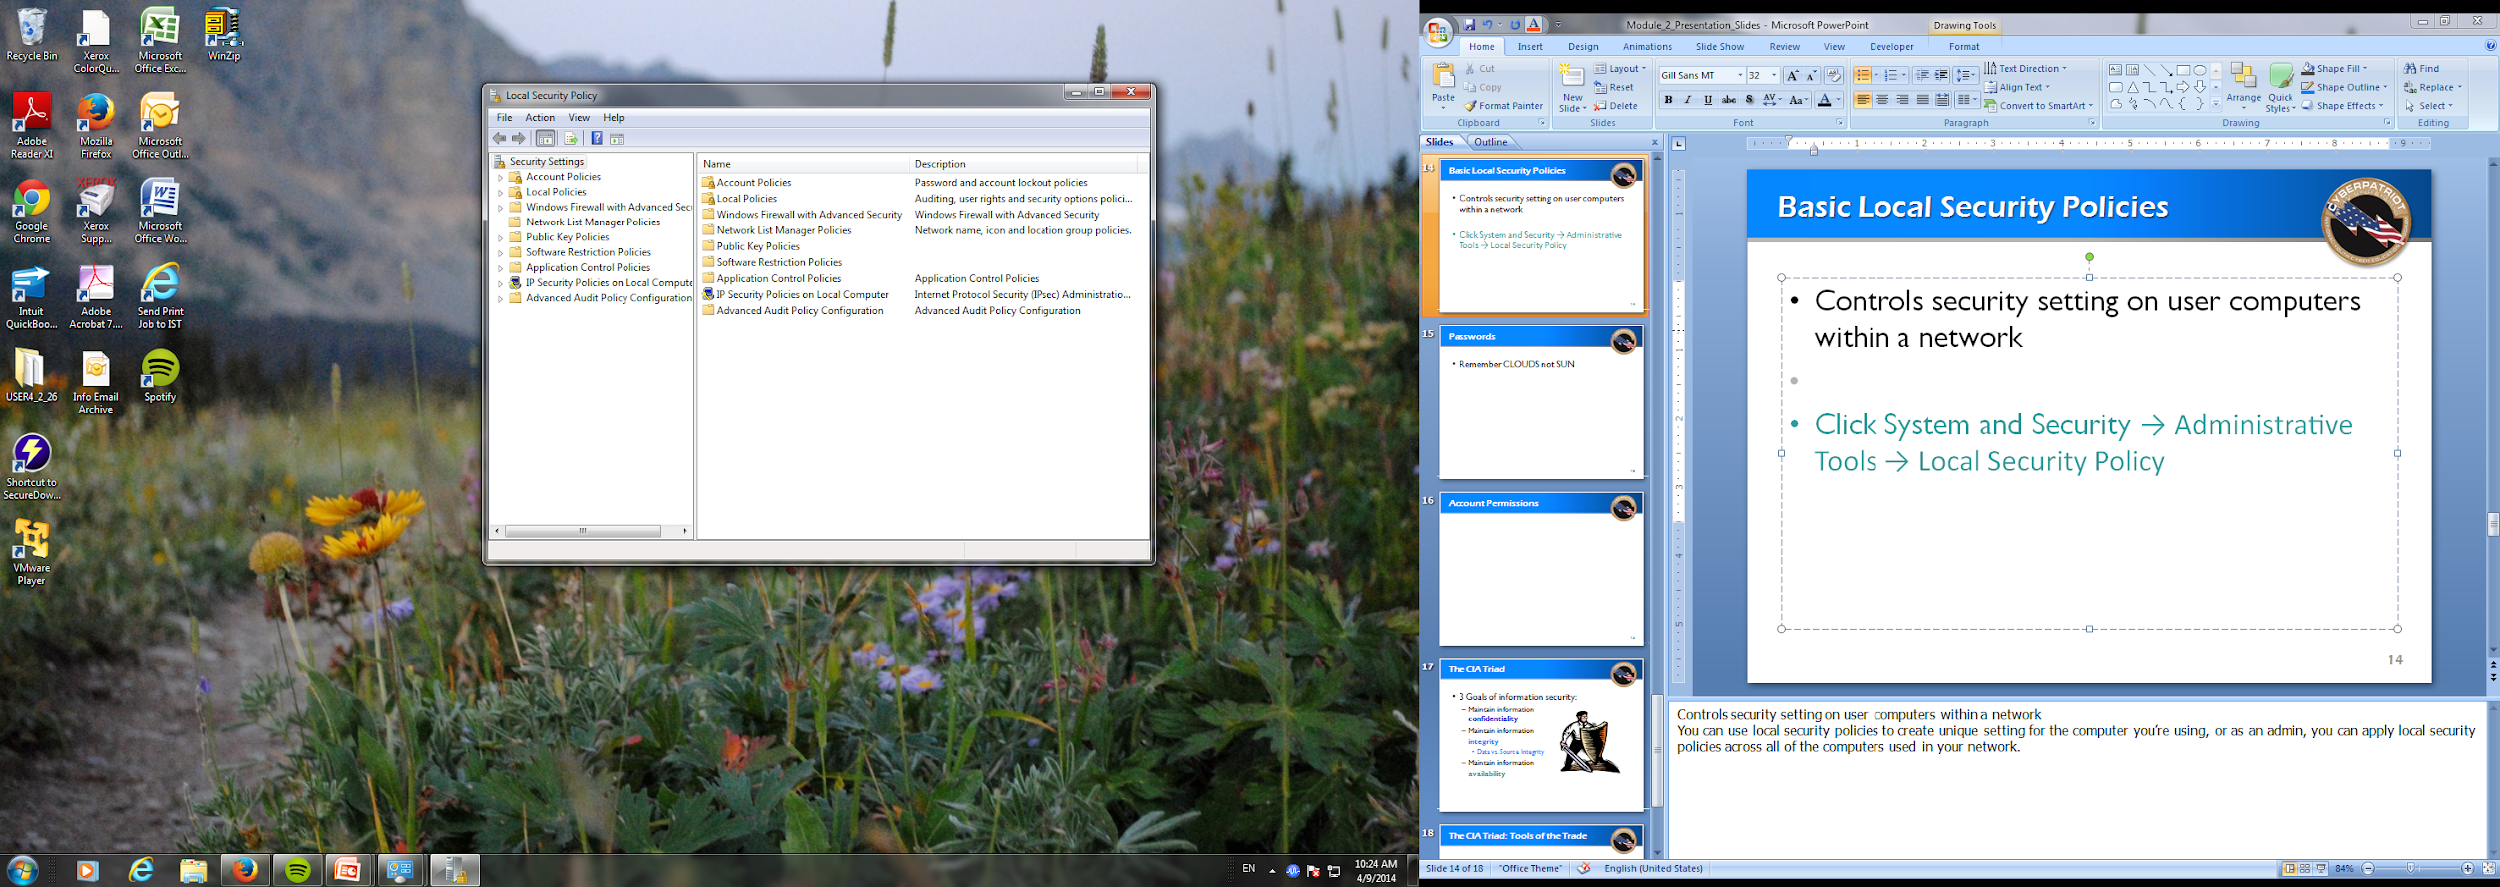 Recycle Bin
Xerox
ColorQu...
Microsoft
Office Exc...
WinZip
Adobe
Reader XI
Mozilla
Firefox
Microsoft
Office Outl...
Google
Chrome
XEROX
Xerox
Supp...
Microsoft
Office Wo...
Intuit
QuickBoo...
Adobe
Acrobat 7....
Send Print
Job to IST
USER4_2_26
Info Email
Archive
Spotify
Shortcut to
SecureDow...
VMware
Player
Local Security Policy
File Action View Help
Security Settings
Account Policies
Local Policies
Windows Firewall with Advanced Secu
Network List Manager Policies
Public Key Policies
Software Restriction Policies
Application Control Policies
IP Security Policies on Local Compute
Advanced Audit Policy Configuration
Name Description
Account Policies Password and account lockout policies
Local Policies Auditing, user rights and security options polici...
Windows Firewall with Advanced Security Windows Firewall with Advanced Security
Network List Manager Policies Network name, icon and location group policies.
Public Key Policies
Software Restriction Policies
Application Control Policies Application Control Policies
IP Security Policies on Local Computer Internet Protocol Security (IPsec) Administratio...
Advanced Audit Policy Configuration Advanced Audit Policy Configuration
EN
10:24 AM
4/9/2014
Module_2_Presentation_Slides - Microsoft PowerPoint
Drawing Tools
Home Insert Design Animations Slide Show Review View Developer Format
Paste
Cut
Copy
Format Painter
Clipboard
New
Slide
Layout
Reset
Delete
Slides
Gill Sans MT 32
B I U abc S AV Aa A
Font
Text Direction
Align Text
Convert to SmartArt
Paragraph
Arrange
Quick
Styles
Shape Fill
Shape Outline
Shape Effects
Drawing
Find
Replace
Select
Editing
Slides Outline
14
Basic Local Security Policies
• Controls security setting on user computers
within a network
• Click System and Security → Administrative
Tools → Local Security Policy
15
Passwords
• Remember CLOUDS not SUN
16
Account Permissions
17
The CIA Triad
• 3 Goals of information security:
– Maintain information
confidentiality
– Maintain information
integrity
• Data vs. Source Integrity
– Maintain information
availability
18
The CIA Triad: Tools of the Trade
Basic Local Security Policies
CYBERPATRIOT
• Controls security setting on user computers
within a network
•
• Click System and Security → Administrative
Tools → Local Security Policy
14
Controls security setting on user computers within a network
You can use local security policies to create unique setting for the computer you're using, or as an admin, you can apply local security
policies across all of the computers used in your network.
Slide 14 of 18 "Office Theme" English (United States) 84%